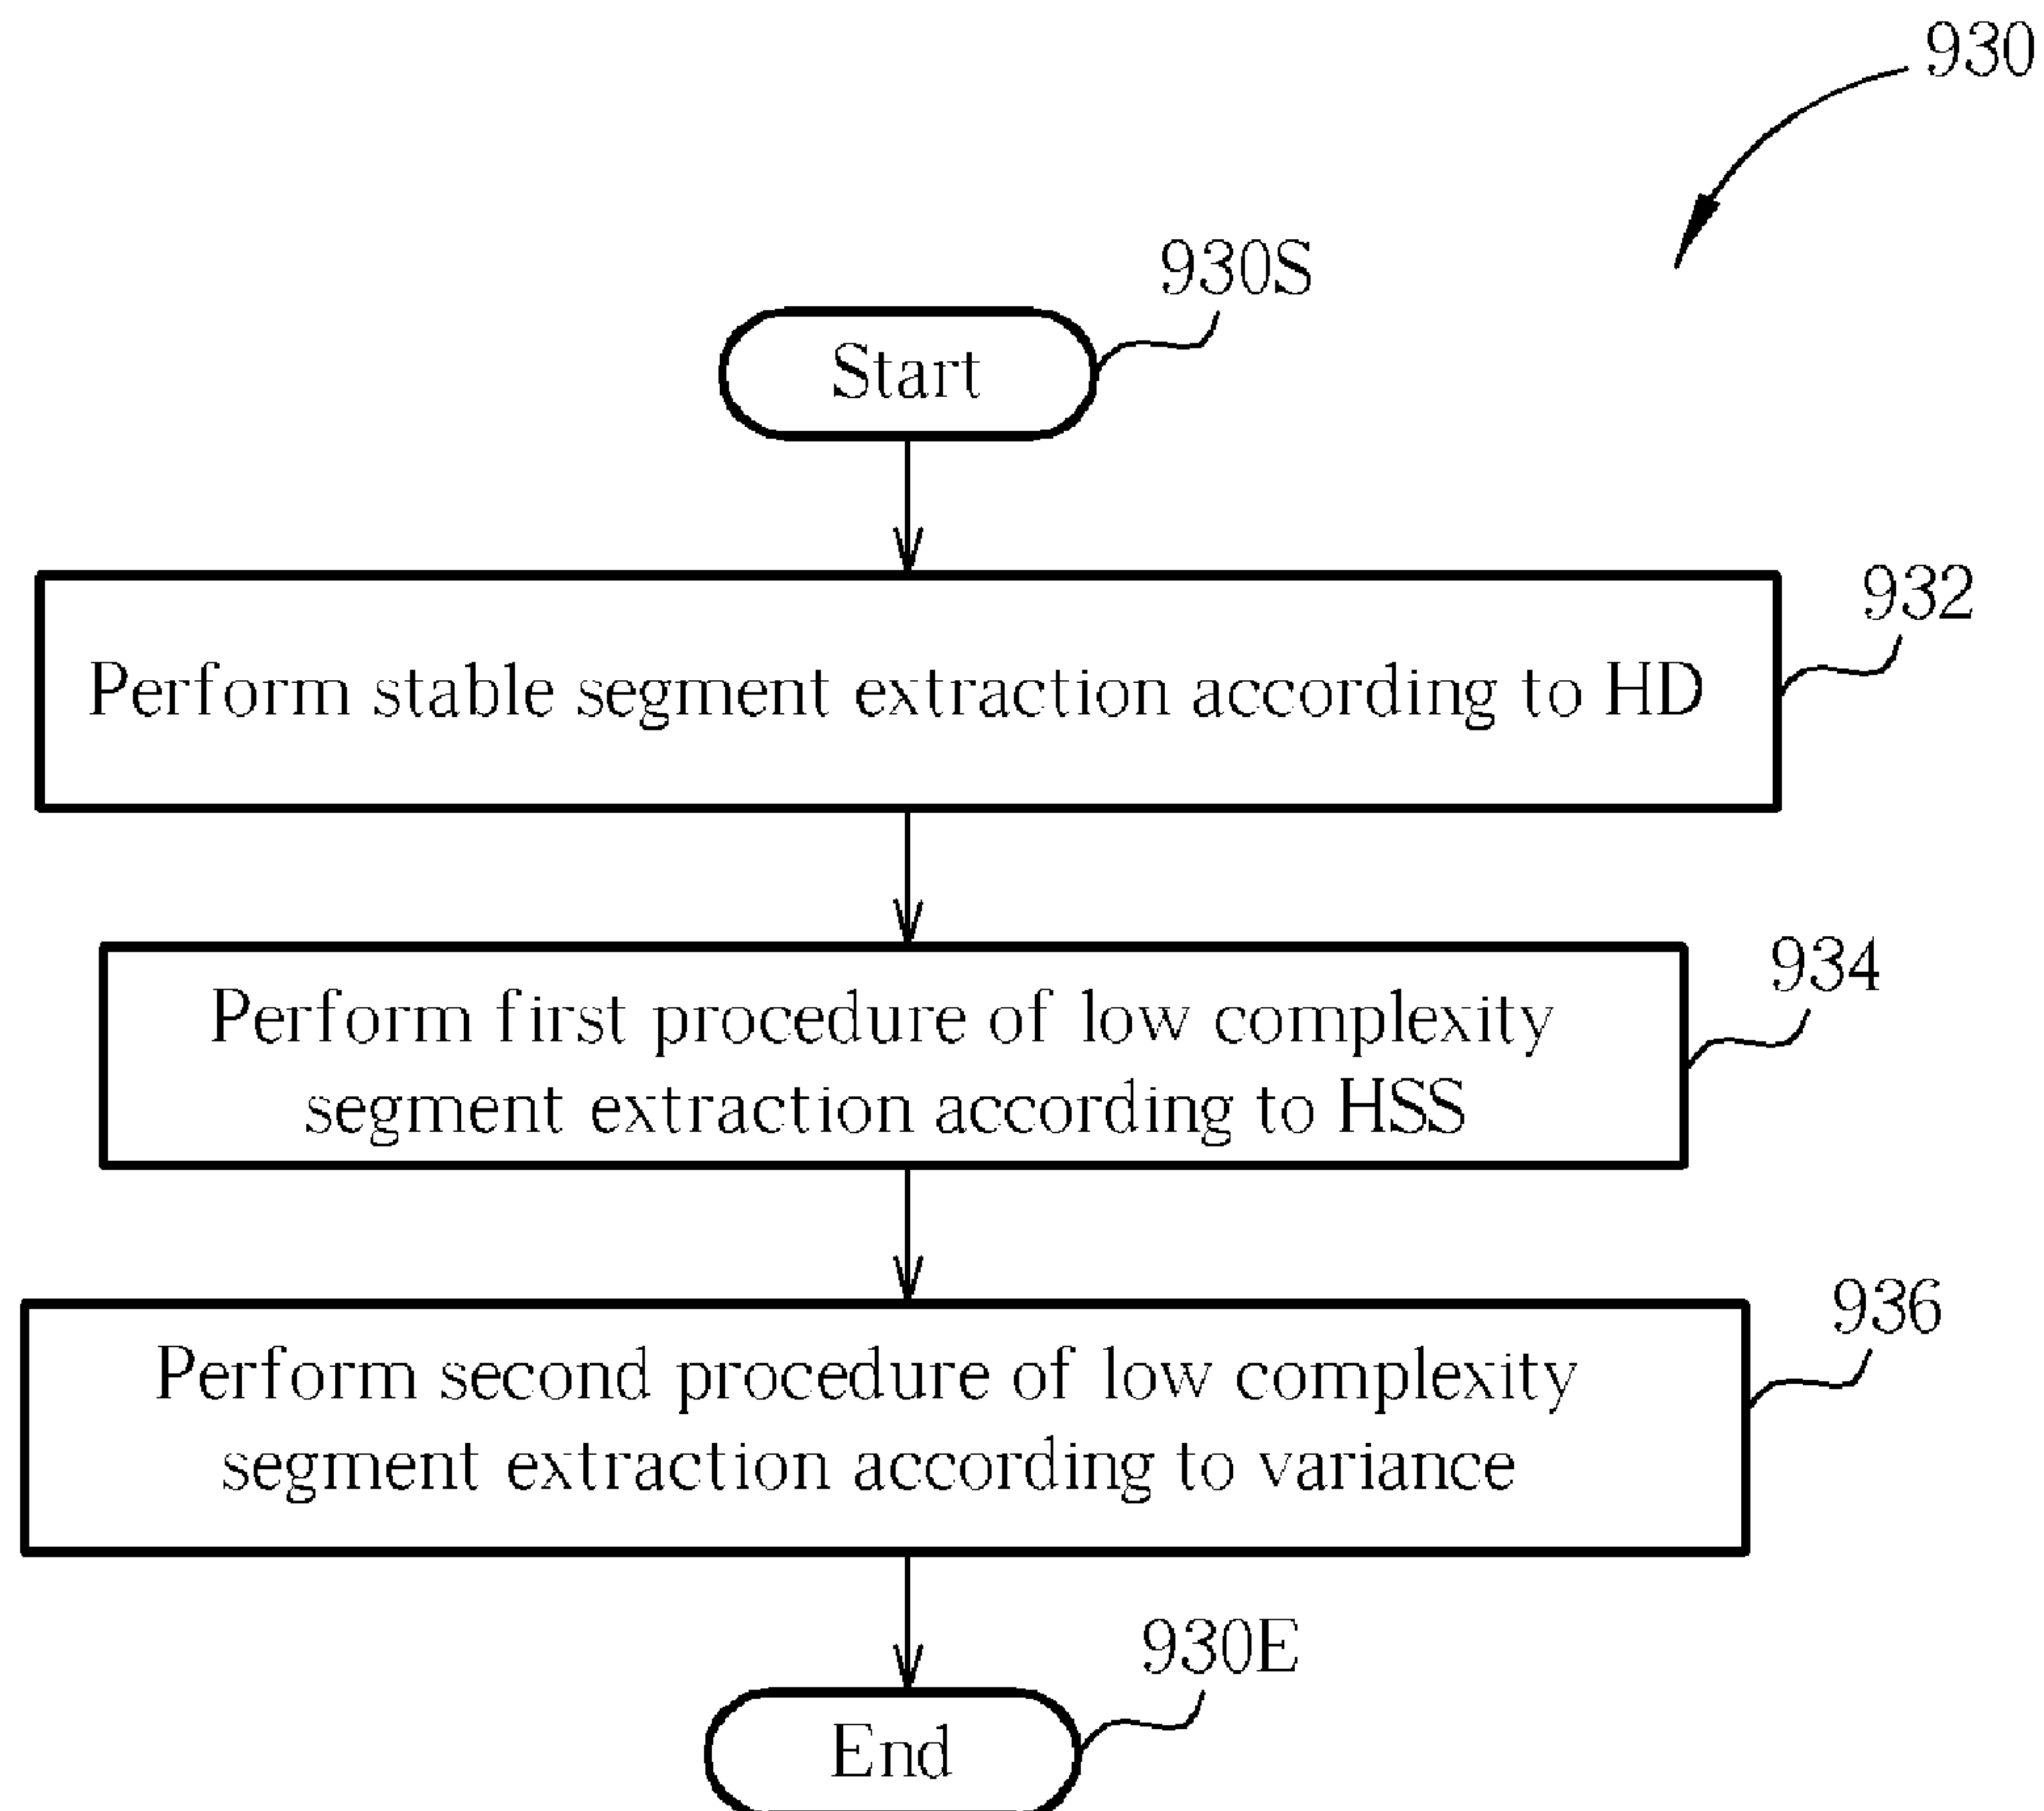 930
930S
Start
932
Perform stable segment extraction according to HD
934
Perform first procedure of low complexity
segment extraction according to HSS
936
Perform second procedure of low complexity
segment extraction according to variance
930E
End